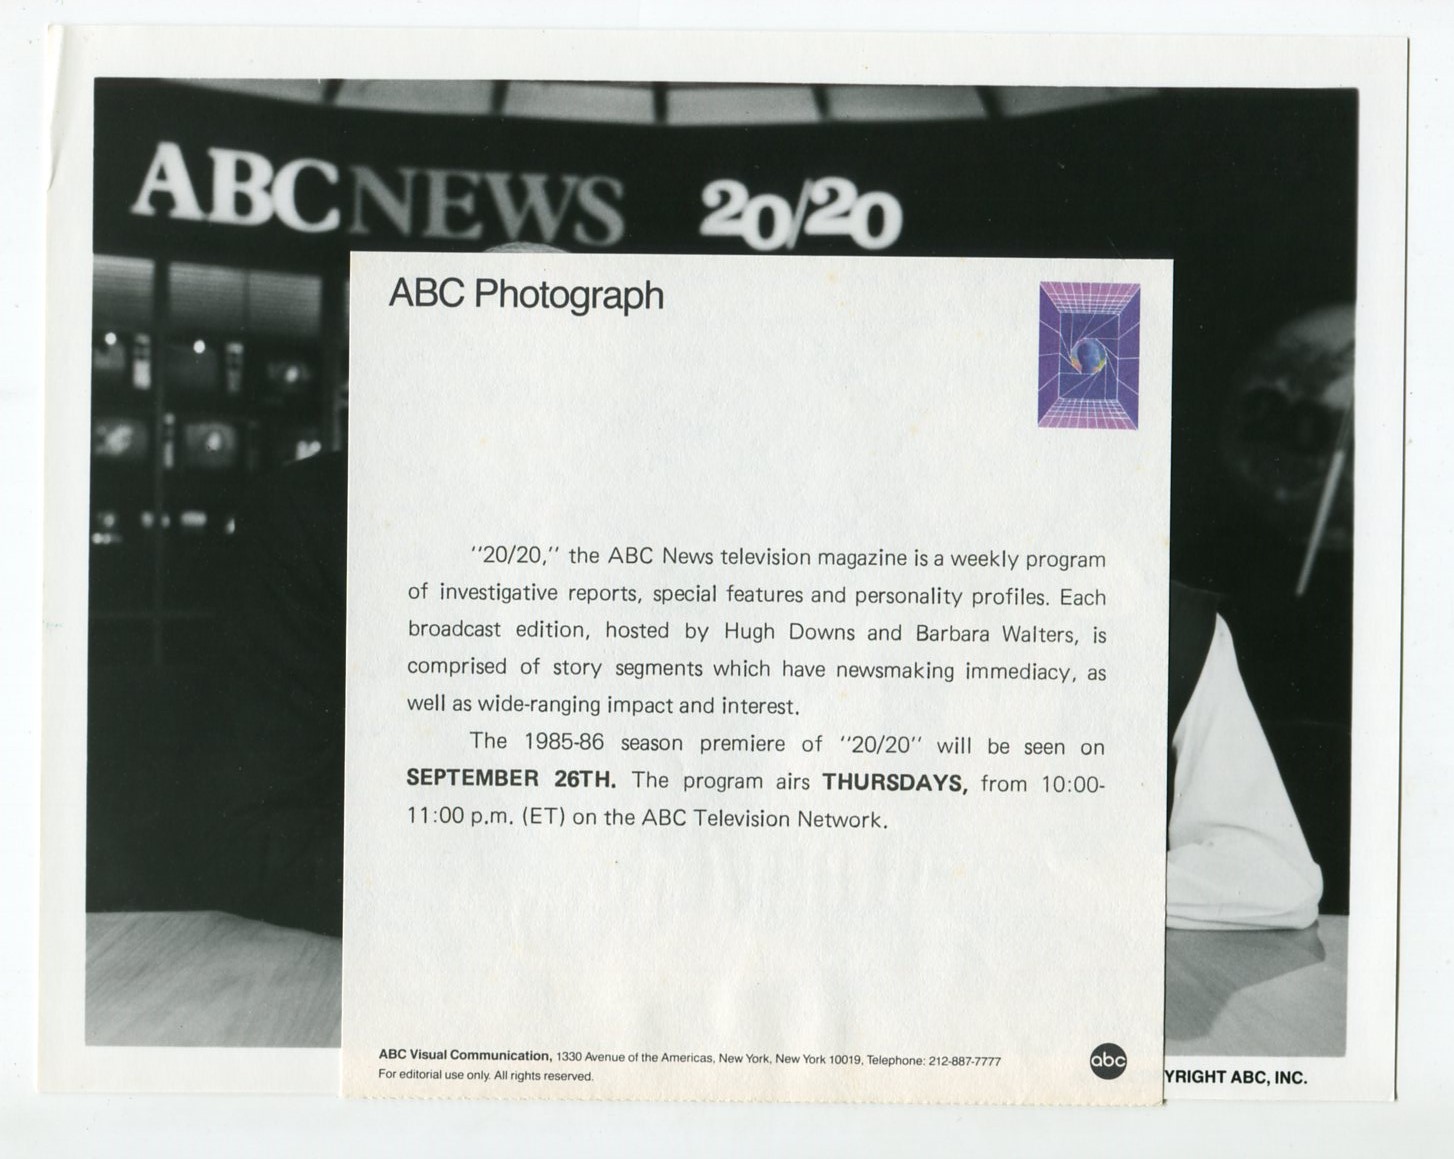 ABCNEWS 20/20
ABC Photograph
''20/20,'' the ABC News television magazine is a weekly program
of investigative reports, special features and personality profiles. Each
broadcast edition, hosted by Hugh Downs and Barbara Walters, is
comprised of story segments which have newsmaking immediacy, as
well as wide-ranging impact and interest.
The 1985-86 season premiere of ''20/20'' will be seen on
SEPTEMBER 26TH. The program airs THURSDAYS, from 10:00-
11:00 p.m. (ET) on the ABC Television Network.
ABC Visual Communication, 1330 Avenue of the Americas, New York, New York 10019, Telephone: 212-887-7777
For editorial use only. All rights reserved.
abc
YRIGHT ABC, INC.